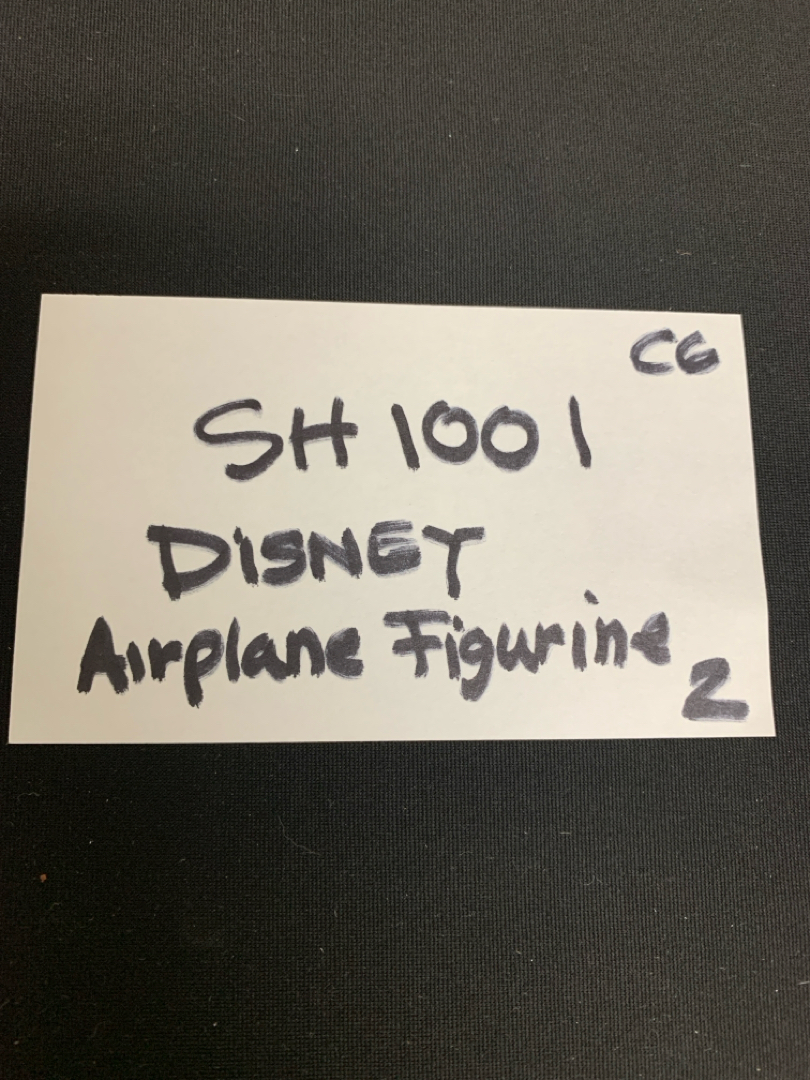 CG
SH 1001
DISNEY
Airplane Figurine
2